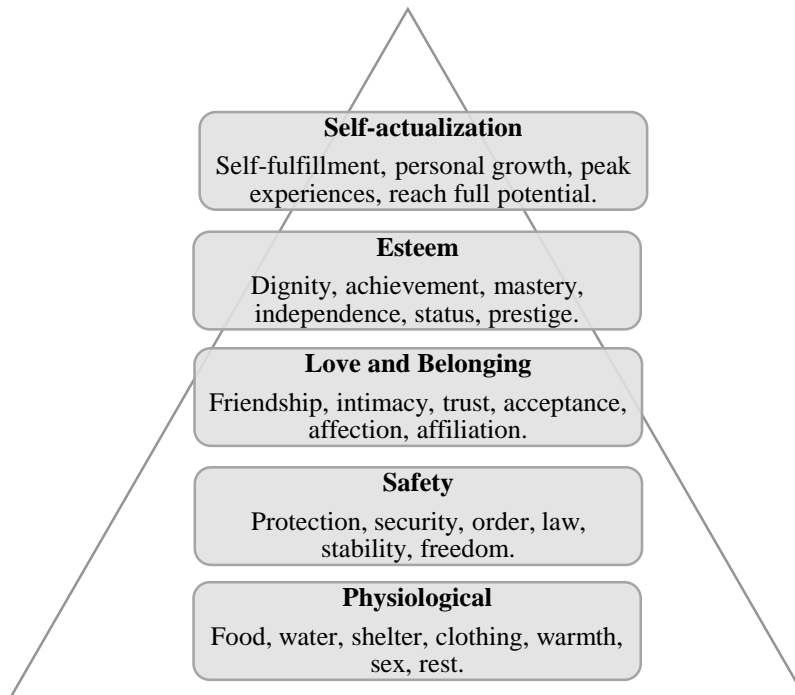 Self-actualization
Self-fulfillment, personal growth, peak
experiences, reach full potential.
Esteem
Dignity, achievement, mastery,
independence, status, prestige.
Love and Belonging
Friendship, intimacy, trust, acceptance,
affection, affiliation.
Safety
Protection, security, order, law,
stability, freedom.
Physiological
Food, water, shelter, clothing, warmth,
sex, rest.